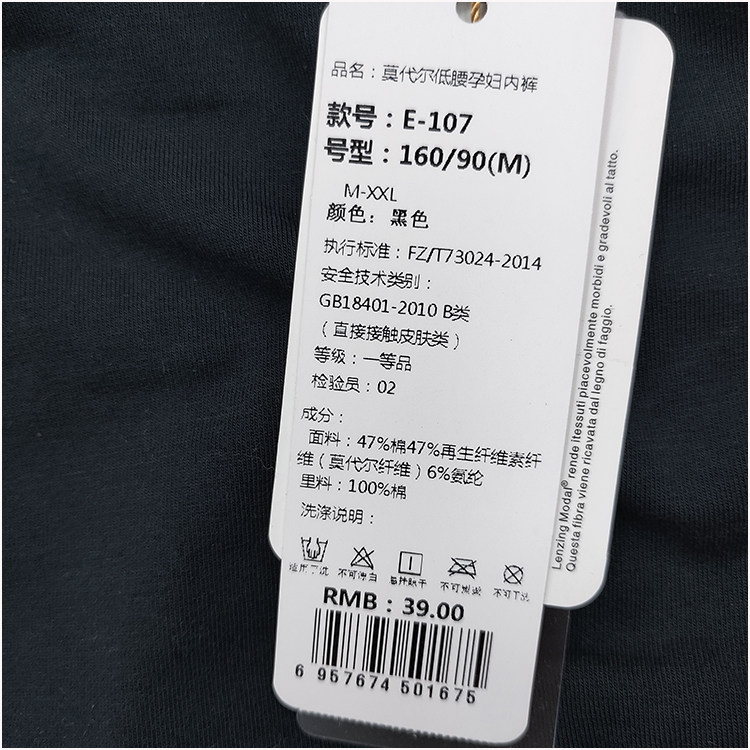 品名：莫代尔低腰孕妇内裤
款号：E-107
号型：160/90(M)
M-XXL
颜色：黑色
执行标准：FZ/T73024-2014
安全技术类别：
GB18401-2010 B类
（直接接触皮肤类）
等级：一等品
检验员：02
成分：
面料：47%棉47%再生纤维素纤
维（莫代尔纤维）6%氨纶
里料：100%棉
洗涤说明：
不可漂白 悬挂晾干 不可熨烫 不可干洗
RMB：39.00
6 957674 501675
Lenzing Modal® rende itessuti placevolmente morbidi e gradevoli al tatto.
Questa fibra viene ricavata dal legno di faggio.